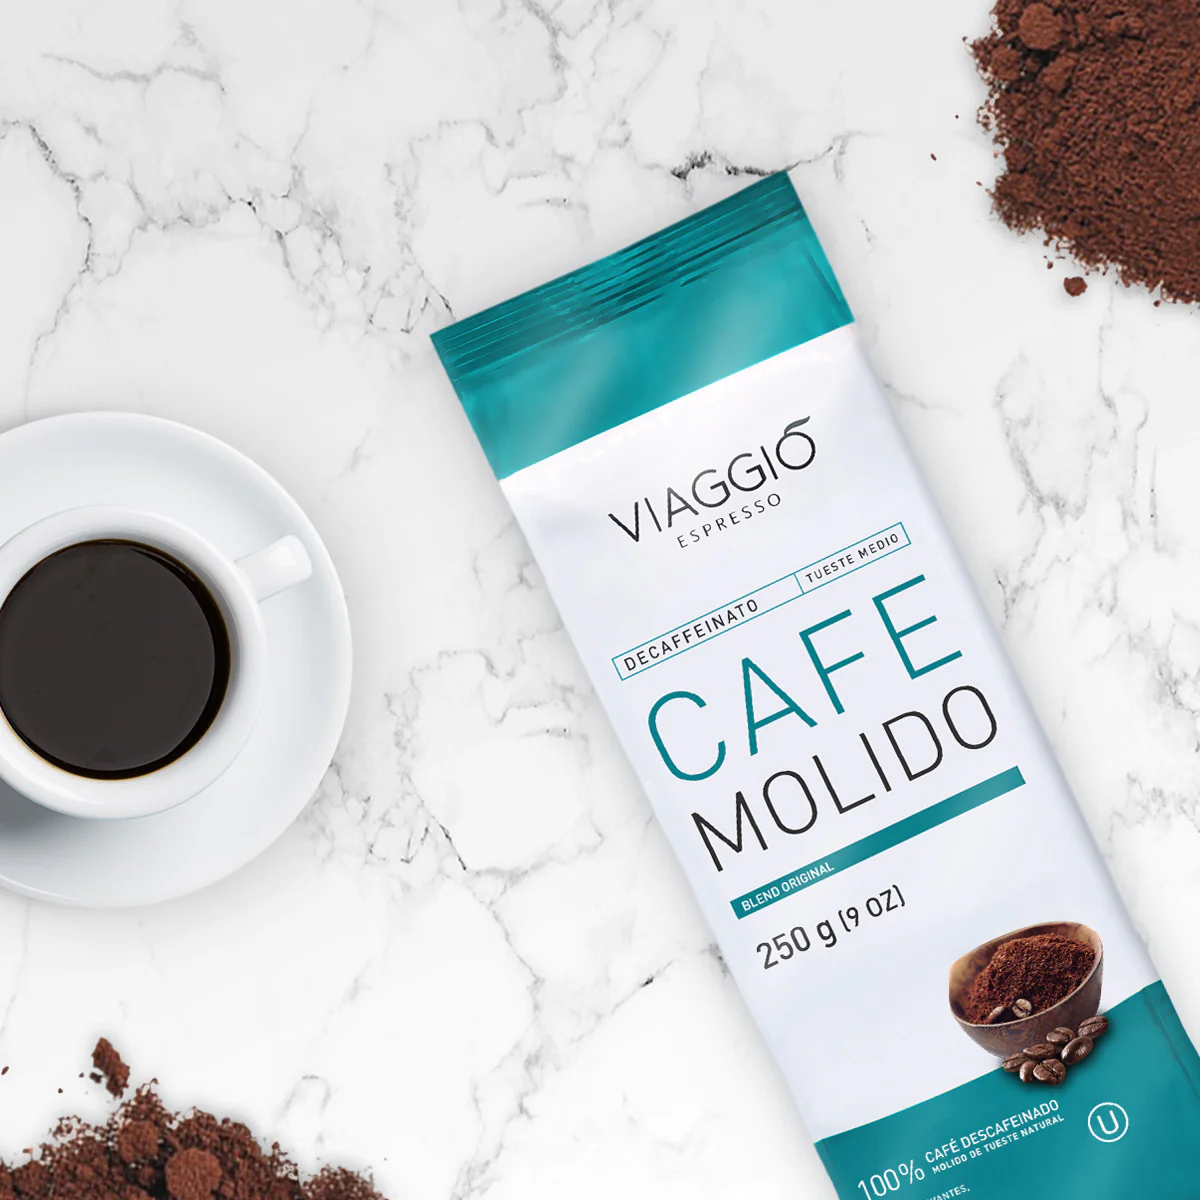 VIAGGIÓ
ESPRESSO
DECAFFEINATO
TUESTE MEDIO
CAFE
MOLIDO
BLEND ORIGINAL
250 g (9 OZ)
100% CAFÉ DESCAFEINADO
MOLIDO DE TUESTE NATURAL
U